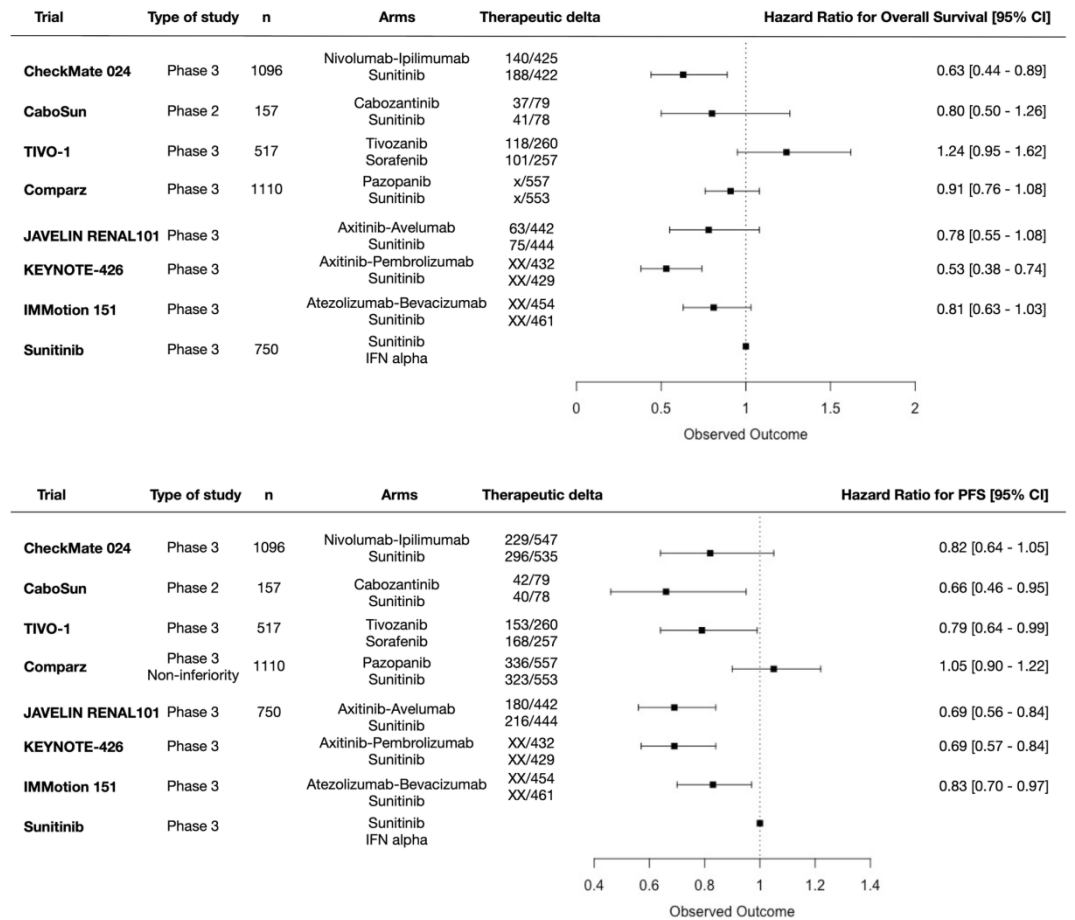 Trial Type of study n Arms Therapeutic delta Hazard Ratio for Overall Survival [95% CI]
CheckMate 024 Phase 3 1096 Nivolumab-Ipilimumab 140/425 0.63 [0.44 - 0.89]
Sunitinib 188/422
CaboSun Phase 2 157 Cabozantinib 37/79 0.80 [0.50 - 1.26]
Sunitinib 41/78
TIVO-1 Phase 3 517 Tivozanib 118/260 1.24 [0.95 - 1.62]
Sorafenib 101/257
Comparz Phase 3 1110 Pazopanib x/557 0.91 [0.76 - 1.08]
Sunitinib x/553
JAVELIN RENAL101 Phase 3 Axitinib-Avelumab 63/442 0.78 [0.55 - 1.08]
Sunitinib 75/444
KEYNOTE-426 Phase 3 Axitinib-Pembrolizumab XX/432 0.53 [0.38 - 0.74]
Sunitinib XX/429
IMMotion 151 Phase 3 Atezolizumab-Bevacizumab XX/454 0.81 [0.63 - 1.03]
Sunitinib XX/461
Sunitinib Phase 3 750 Sunitinib
IFN alpha
0 0.5 1 1.5 2
Observed Outcome
Trial Type of study n Arms Therapeutic delta Hazard Ratio for PFS [95% CI]
CheckMate 024 Phase 3 1096 Nivolumab-Ipilimumab 229/547 0.82 [0.64 - 1.05]
Sunitinib 296/535
CaboSun Phase 2 157 Cabozantinib 42/79 0.66 [0.46 - 0.95]
Sunitinib 40/78
TIVO-1 Phase 3 517 Tivozanib 153/260 0.79 [0.64 - 0.99]
Sorafenib 168/257
Comparz Phase 3 1110 Pazopanib 336/557 1.05 [0.90 - 1.22]
Non-inferiority Sunitinib 323/553
JAVELIN RENAL101 Phase 3 750 Axitinib-Avelumab 180/442 0.69 [0.56 - 0.84]
Sunitinib 216/444
KEYNOTE-426 Phase 3 Axitinib-Pembrolizumab XX/432 0.69 [0.57 - 0.84]
Sunitinib XX/429
IMMotion 151 Phase 3 Atezolizumab-Bevacizumab XX/454 0.83 [0.70 - 0.97]
Sunitinib XX/461
Sunitinib Phase 3 Sunitinib
IFN alpha
0.4 0.6 0.8 1 1.2 1.4
Observed Outcome